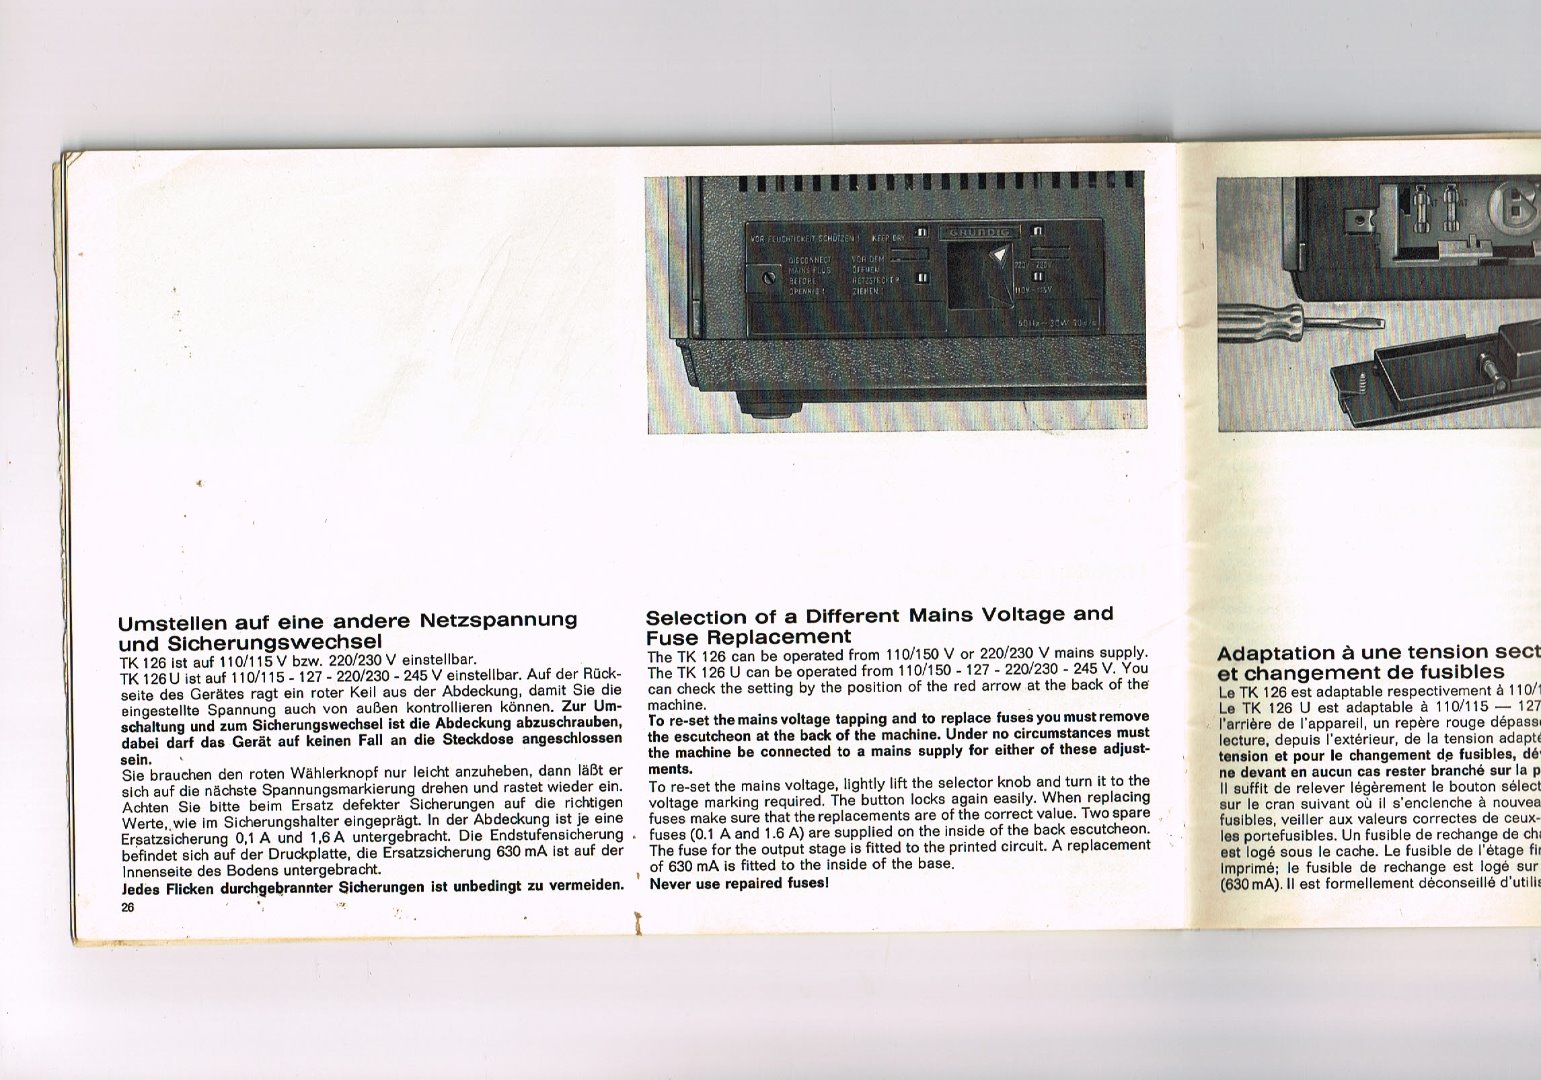 VOR FEUCHTIGKEIT SCHÜTZEN ! KEEP DRY
GRUNDIG
DISCONNECT
MAINS PLUG
BEFORE
OPENING !
VOR DEM
ÖFFNEN
NETZSTECKER
ZIEHEN !
220V - 230V
110V - 115V
50Hz ~ 30W
Umstellen auf eine andere Netzspannung
und Sicherungswechsel
TK 126 ist auf 110/115 V bzw. 220/230 V einstellbar.
TK 126 U ist auf 110/115 - 127 - 220/230 - 245 V einstellbar. Auf der Rück-
seite des Gerätes ragt ein roter Keil aus der Abdeckung, damit Sie die
eingestellte Spannung auch von außen kontrollieren können. Zur Um-
schaltung und zum Sicherungswechsel ist die Abdeckung abzuschrauben,
dabei darf das Gerät auf keinen Fall an die Steckdose angeschlossen
sein.
Sie brauchen den roten Wählerknopf nur leicht anzuheben, dann läßt er
sich auf die nächste Spannungsmarkierung drehen und rastet wieder ein.
Achten Sie bitte beim Ersatz defekter Sicherungen auf die richtigen
Werte, wie im Sicherungshalter eingeprägt. In der Abdeckung ist je eine
Ersatzsicherung 0,1 A und 1,6 A untergebracht. Die Endstufensicherung
befindet sich auf der Druckplatte, die Ersatzsicherung 630 mA ist auf der
Innenseite des Bodens untergebracht.
Jedes Flicken durchgebrannter Sicherungen ist unbedingt zu vermeiden.
26
Selection of a Different Mains Voltage and
Fuse Replacement
The TK 126 can be operated from 110/150 V or 220/230 V mains supply.
The TK 126 U can be operated from 110/150 - 127 - 220/230 - 245 V. You
can check the setting by the position of the red arrow at the back of the
machine.
To re-set the mains voltage tapping and to replace fuses you must remove
the escutcheon at the back of the machine. Under no circumstances must
the machine be connected to a mains supply for either of these adjust-
ments.
To re-set the mains voltage, lightly lift the selector knob and turn it to the
voltage marking required. The button locks again easily. When replacing
fuses make sure that the replacements are of the correct value. Two spare
fuses (0.1 A and 1.6 A) are supplied on the inside of the back escutcheon.
The fuse for the output stage is fitted to the printed circuit. A replacement
of 630 mA is fitted to the inside of the base.
Never use repaired fuses!
Adaptation à une tension sect
et changement de fusibles
Le TK 126 est adaptable respectivement à 110/1
Le TK 126 U est adaptable à 110/115 — 127
l'arrière de l'appareil, un repère rouge dépass
lecture, depuis l'extérieur, de la tension adapté
tension et pour le changement de fusibles, dé
ne devant en aucun cas rester branché sur la p
Il suffit de relever légèrement le bouton sélect
sur le cran suivant où il s'enclenche à nouvea
fusibles, veiller aux valeurs correctes de ceux-
les portefusibles. Un fusible de rechange de ch
est logé sous le cache. Le fusible de l'étage fi
imprimé; le fusible de rechange est logé sur
(630 mA). Il est formellement déconseillé d'utilis